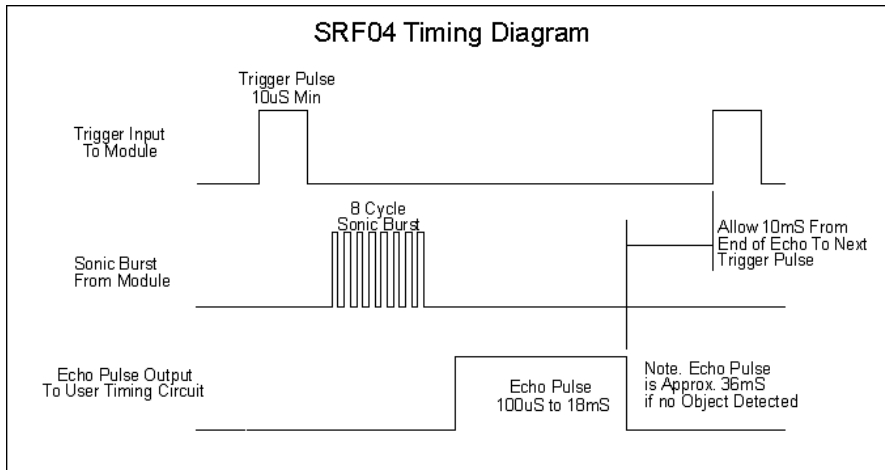 SRF04 Timing Diagram
Trigger Pulse
10uS Min
Trigger Input
To Module
8 Cycle
Sonic Burst
Allow 10mS From
End of Echo To Next
Trigger Pulse
Sonic Burst
From Module
Echo Pulse Output
To User Timing Circuit
Echo Pulse
100uS to 18mS
Note. Echo Pulse
is Approx. 36mS
if no Object Detected